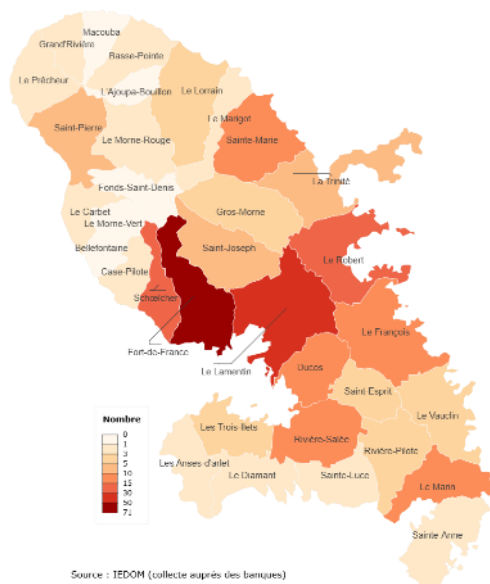 Macouba
Grand'Rivière
Basse-Pointe
Le Prêcheur
L'Ajoupa-Bouillon
Le Lorrain
Le Marigot
Saint-Pierre
Sainte-Marie
Le Morne-Rouge
La Trinité
Fonds-Saint-Denis
Le Carbet
Gros-Morne
Le Morne-Vert
Bellefontaine
Saint-Joseph
Le Robert
Case-Pilote
Schœlcher
Le François
Fort-de-France
Le Lamentin
Ducos
Saint-Esprit
Le Vauclin
Nombre
0
1
3
5
10
15
30
50
71
Les Trois-Ilets
Rivière-Salée
Rivière-Pilote
Les Anses d'arlet
Le Diamant
Sainte-Luce
Le Marin
Sainte Anne
Source : IEDOM (collecte auprés des banques)